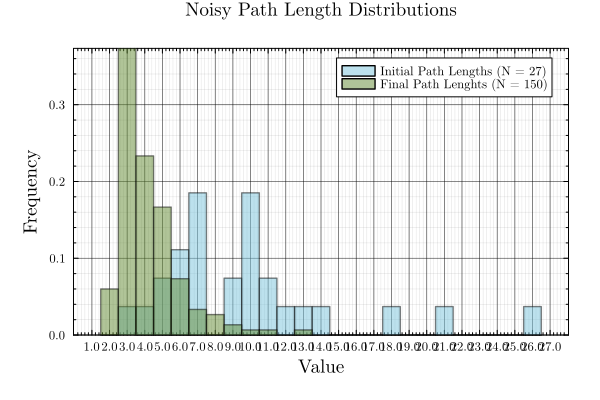 Noisy Path Length Distributions
Initial Path Lengths (N = 27)
Final Path Lenghts (N = 150)
Frequency
0.3
0.2
0.1
0.0
1.0 2.0 3.0 4.0 5.0 6.0 7.0 8.0 9.0 10.0 11.0 12.0 13.0 14.0 15.0 16.0 17.0 18.0 19.0 20.0 21.0 22.0 23.0 24.0 25.0 26.0 27.0
Value